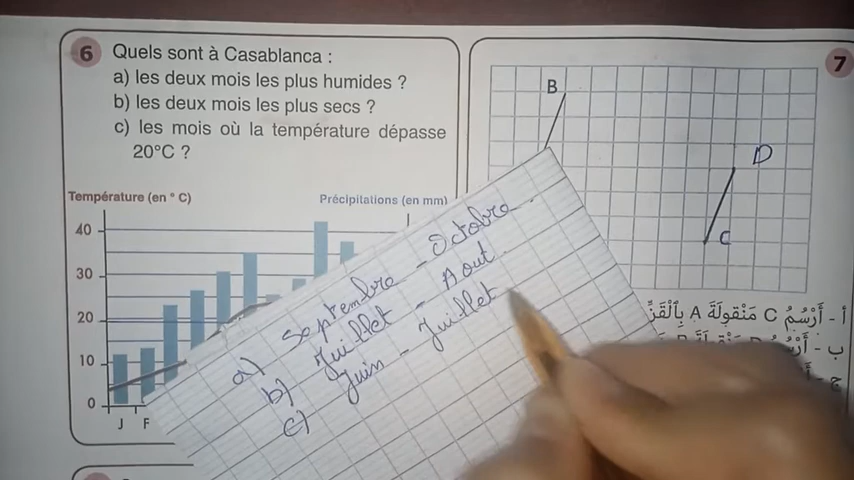 6 Quels sont à Casablanca :
a) les deux mois les plus humides ?
b) les deux mois les plus secs ?
c) les mois où la température dépasse
20°C ?
Température (en ° C)
Précipitations (en mm)
40
30
20
10
0
J F
a) Septembre - Octobre
b) Juillet - Aout
c) Juin - Juillet
7
B
D
C
أ - أَرْسُمُ C مَنْقولَةَ A بِٱلْقَنّ
ب -
ج -